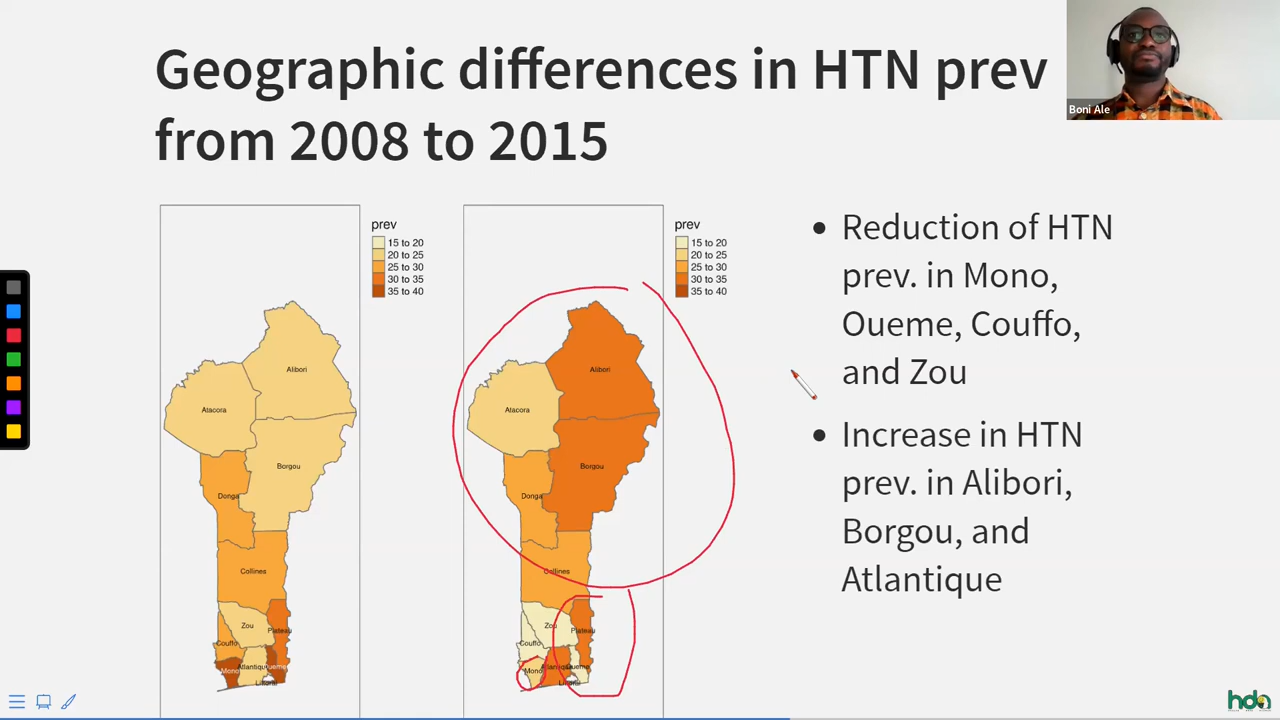 Geographic differences in HTN prev
from 2008 to 2015
Boni Ale
prev
15 to 20
20 to 25
25 to 30
30 to 35
35 to 40
Alibori
Atacora
Borgou
Donga
Collines
Zou
Plateau
Couffo
Mono
Atlantique
prev
15 to 20
20 to 25
25 to 30
30 to 35
35 to 40
Alibori
Atacora
Borgou
Donga
Collines
Zou
Plateau
Couffo
Mono
• Reduction of HTN
prev. in Mono,
Oueme, Couffo,
and Zou
• Increase in HTN
prev. in Alibori,
Borgou, and
Atlantique
hda